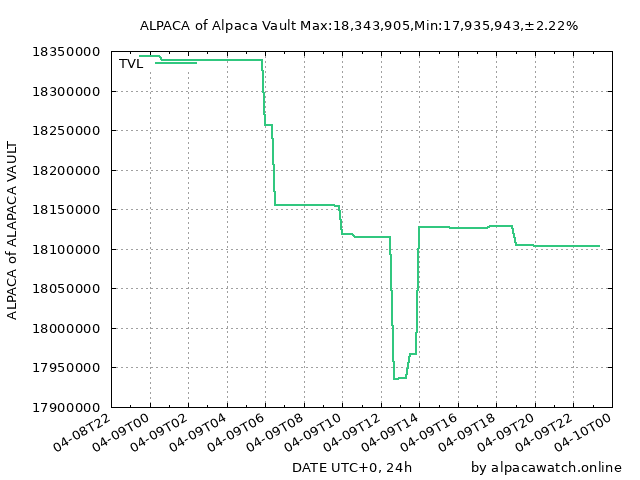 ALPACA of Alpaca Vault Max:18,343,905,Min:17,935,943,±2.22%
TVL
ALPACA of ALAPACA VAULT
18350000
18300000
18250000
18200000
18150000
18100000
18050000
18000000
17950000
17900000
04-08T22
04-09T00
04-09T02
04-09T04
04-09T06
04-09T08
04-09T10
04-09T12
04-09T14
04-09T16
04-09T18
04-09T20
04-09T22
04-10T00
DATE UTC+0, 24h
by alpacawatch.online